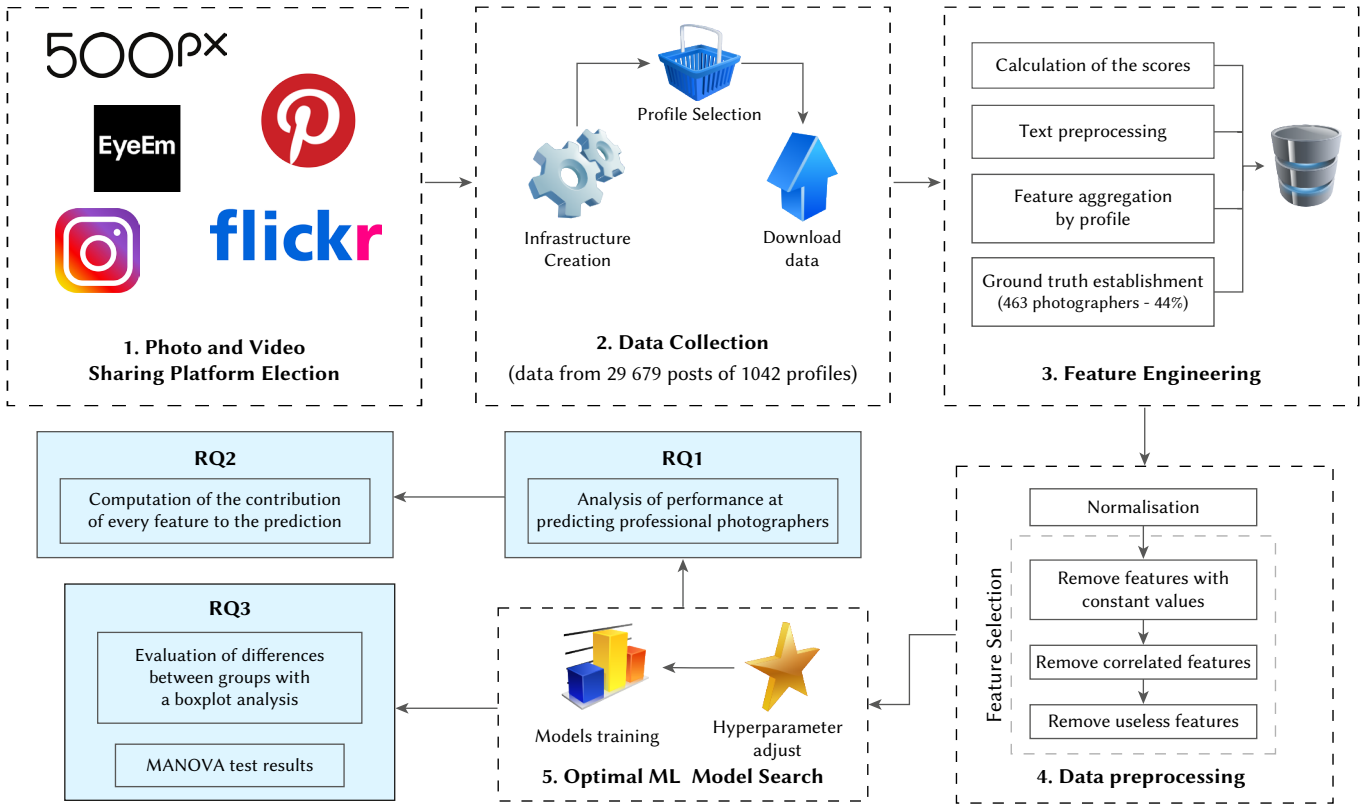 500px
EyeEm
flickr
1. Photo and Video
Sharing Platform Election
Profile Selection
Infrastructure
Creation
Download
data
2. Data Collection
(data from 29 679 posts of 1042 profiles)
Calculation of the scores
Text preprocessing
Feature aggregation
by profile
Ground truth establishment
(463 photographers - 44%)
3. Feature Engineering
RQ2
Computation of the contribution
of every feature to the prediction
RQ1
Analysis of performance at
predicting professional photographers
Normalisation
Feature Selection
Remove features with
constant values
Remove correlated features
Remove useless features
4. Data preprocessing
RQ3
Evaluation of differences
between groups with
a boxplot analysis
MANOVA test results
Models training
Hyperparameter
adjust
5. Optimal ML Model Search